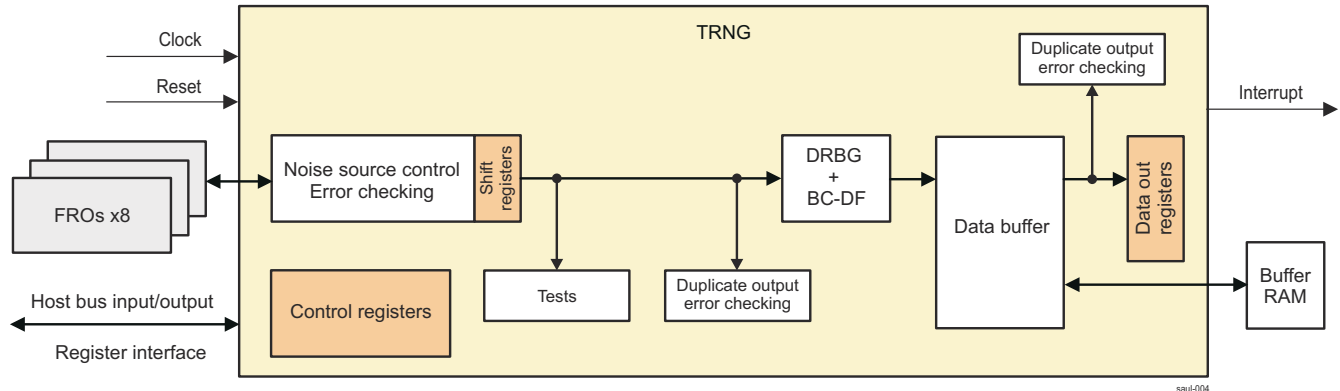 TRNG
Clock
Reset
Interrupt
Duplicate output
error checking
FROs x8
Noise source control
Error checking
Shift
registers
DRBG
+
BC-DF
Data buffer
Data out
registers
Tests
Duplicate output
error checking
Buffer
RAM
Host bus input/output
Register interface
Control registers
saul-004